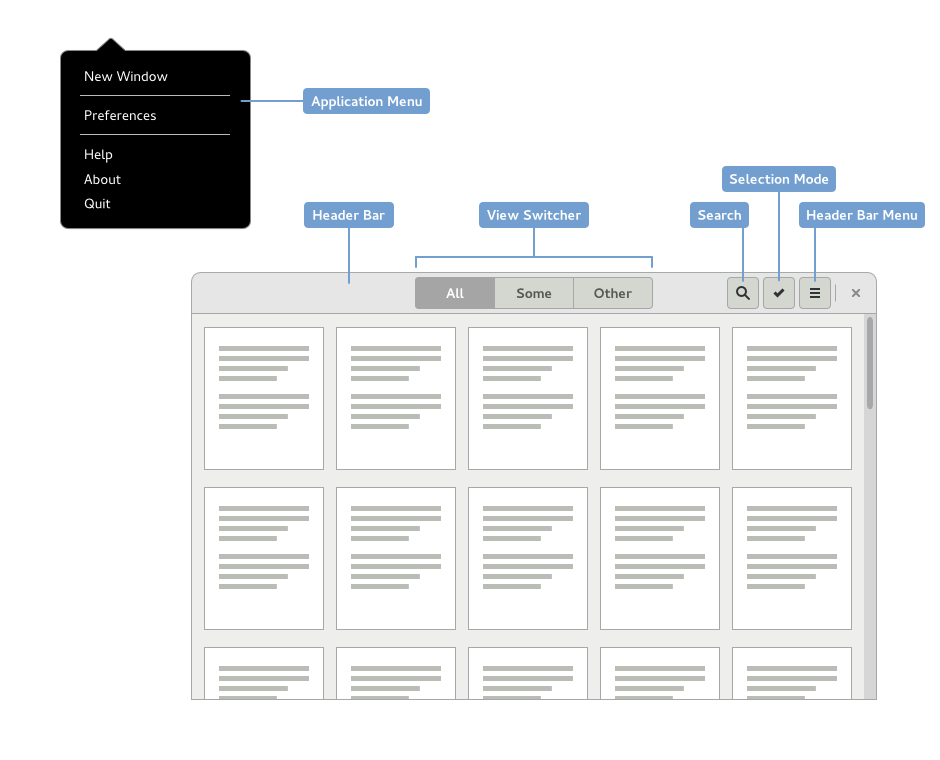 New Window
Preferences
Help
About
Quit
Application Menu
Selection Mode
Header Bar
View Switcher
Search
Header Bar Menu
All
Some
Other